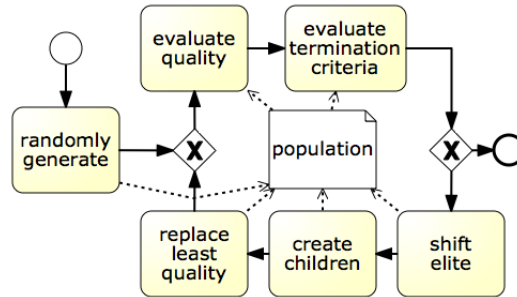 evaluate
quality
evaluate
termination
criteria
randomly
generate
X
population
X
replace
least
quality
create
children
shift
elite